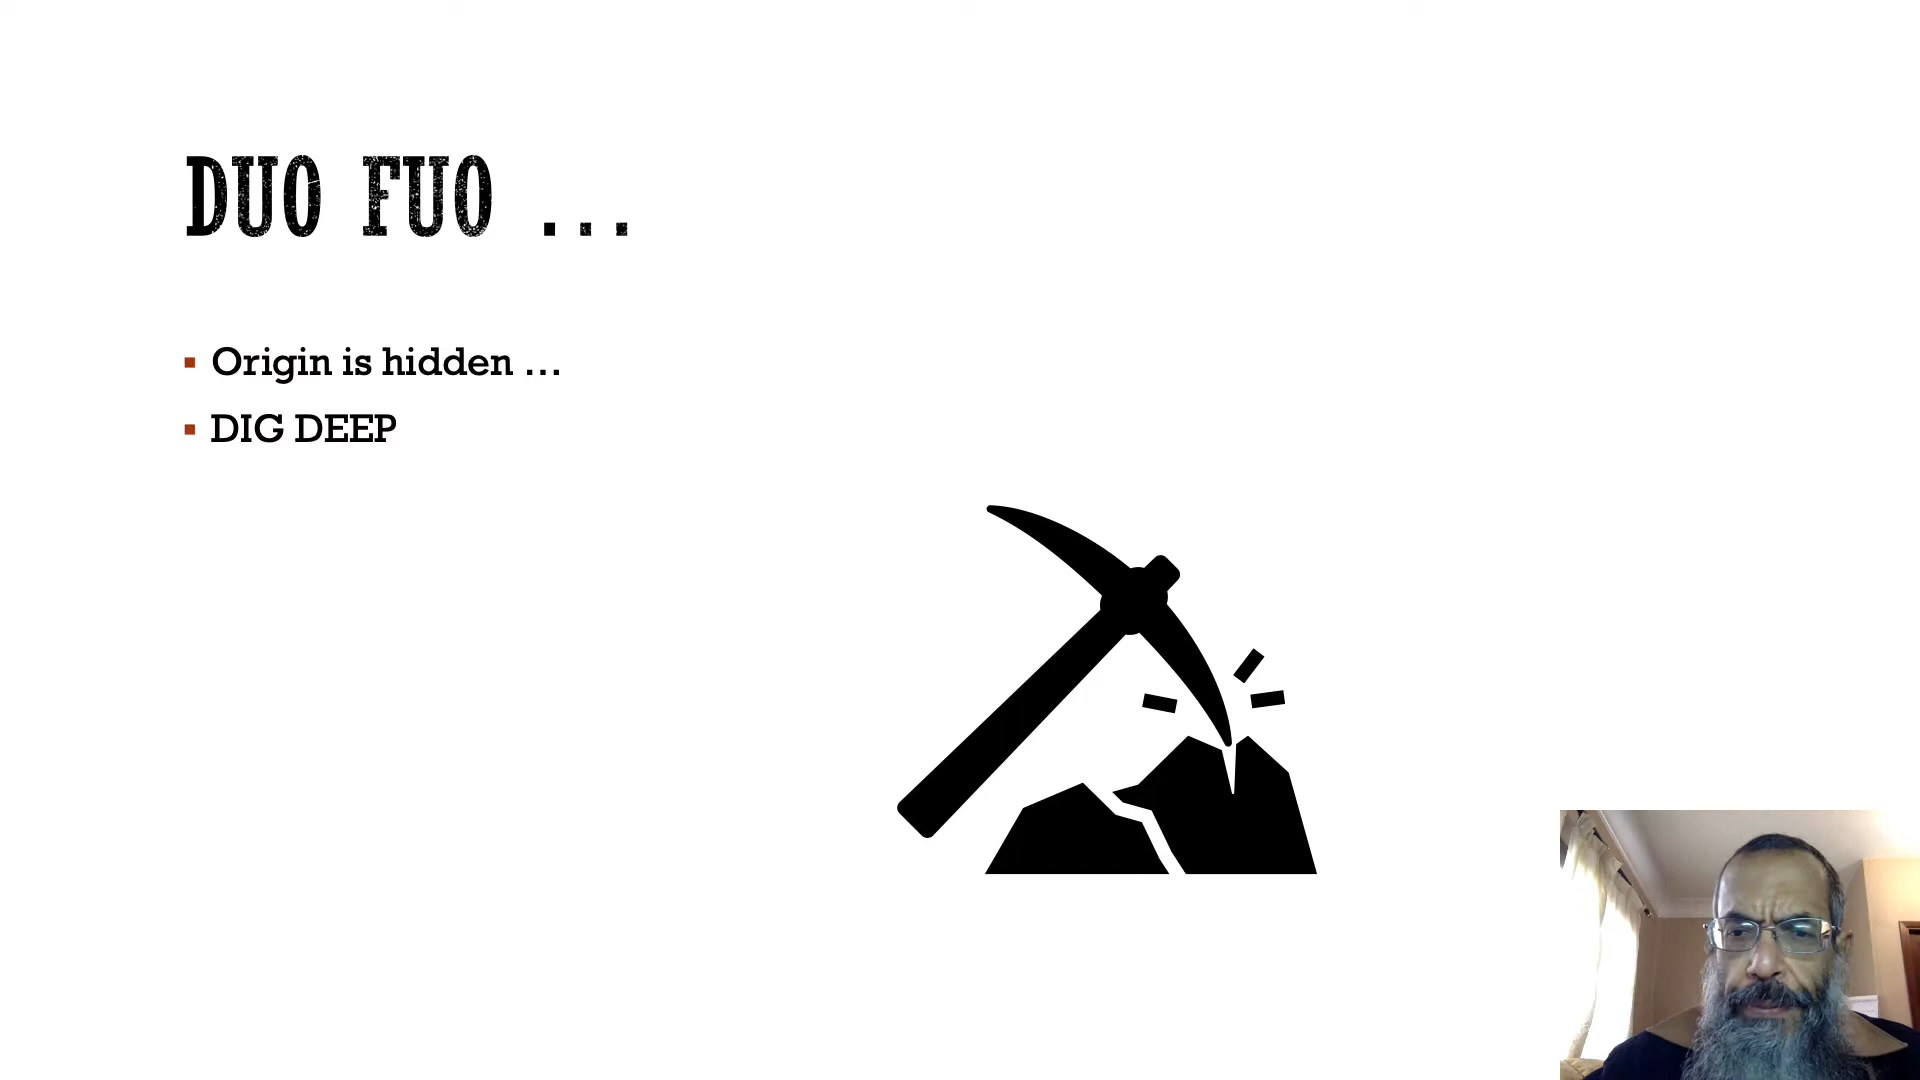 DUO FUO ...
Origin is hidden ...
DIG DEEP